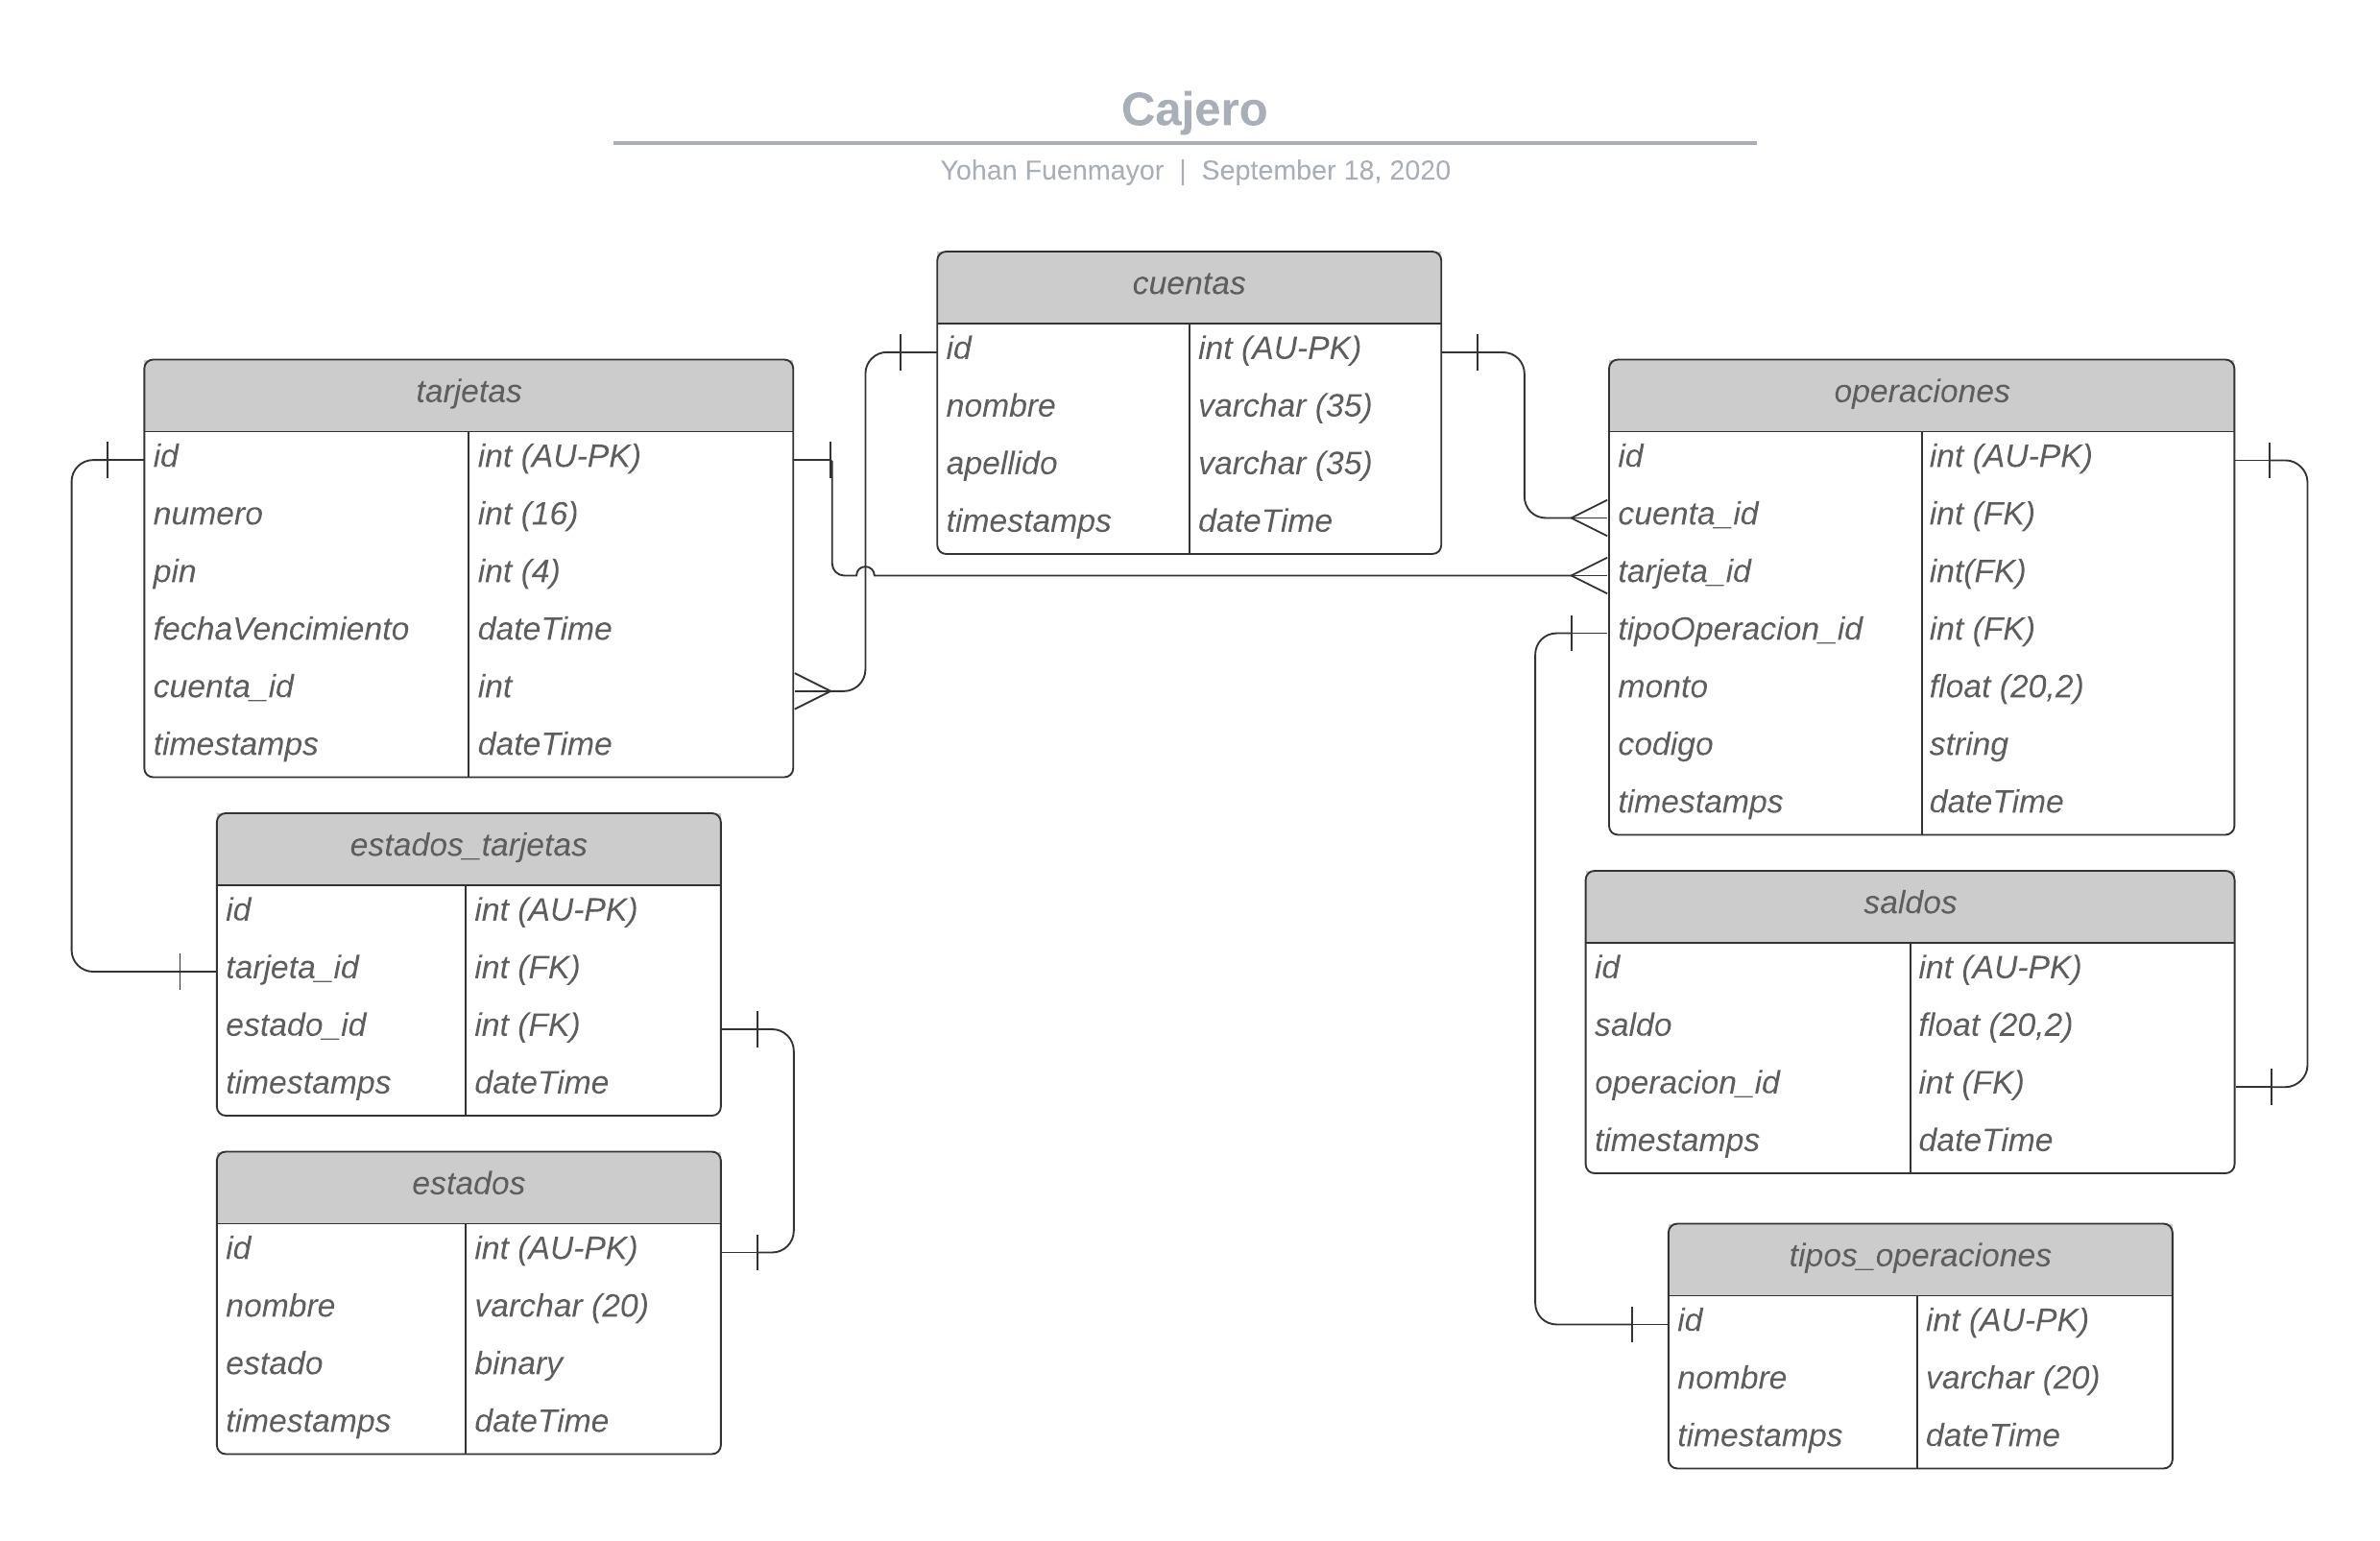 Cajero
Yohan Fuenmayor | September 18, 2020
cuentas
id int (AU-PK)
nombre varchar (35)
apellido varchar (35)
timestamps dateTime
tarjetas
id int (AU-PK)
numero int (16)
pin int (4)
fechaVencimiento dateTime
cuenta_id int
timestamps dateTime
operaciones
id int (AU-PK)
cuenta_id int (FK)
tarjeta_id int(FK)
tipoOperacion_id int (FK)
monto float (20,2)
codigo string
timestamps dateTime
estados_tarjetas
id int (AU-PK)
tarjeta_id int (FK)
estado_id int (FK)
timestamps dateTime
saldos
id int (AU-PK)
saldo float (20,2)
operacion_id int (FK)
timestamps dateTime
estados
id int (AU-PK)
nombre varchar (20)
estado binary
timestamps dateTime
tipos_operaciones
id int (AU-PK)
nombre varchar (20)
timestamps dateTime